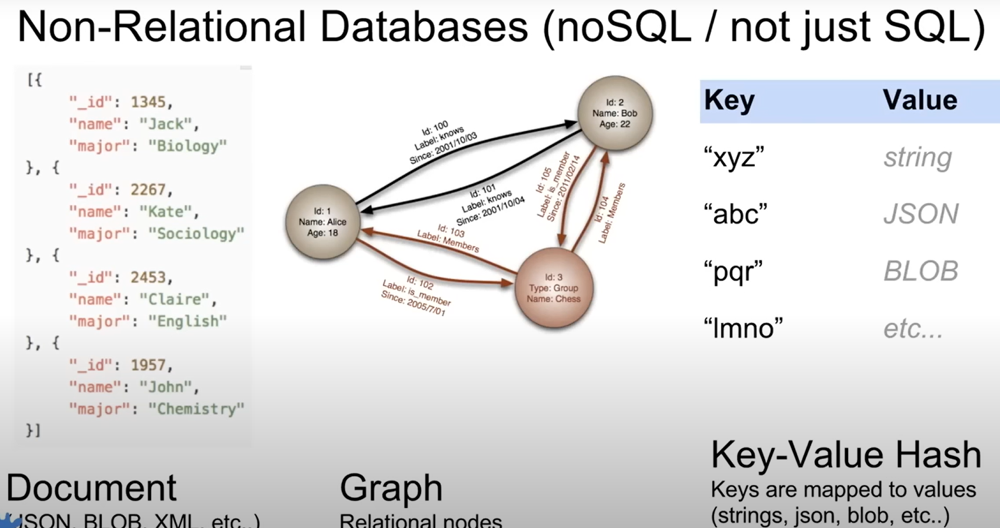 Non-Relational Databases (noSQL / not just SQL)
[{
"_id": 1345,
"name": "Jack",
"major": "Biology"
}, {
"_id": 2267,
"name": "Kate",
"major": "Sociology"
}, {
"_id": 2453,
"name": "Claire",
"major": "English"
}, {
"_id": 1957,
"name": "John",
"major": "Chemistry"
}]
Document
(JSON, BLOB, XML, etc..)
Id: 1
Name: Alice
Age: 18
Id: 100
Label: knows
Since: 2001/10/03
Id: 101
Label: knows
Since: 2001/10/04
Id: 2
Name: Bob
Age: 22
Id: 105
Label: is_member
Since: 2011/02/14
Id: 104
Label: Members
Id: 103
Label: Members
Id: 102
Label: is_member
Since: 2005/7/01
Id: 3
Type: Group
Name: Chess
Graph
Relational nodes
Key Value
“xyz” string
“abc” JSON
“pqr” BLOB
“lmno” etc...
Key-Value Hash
Keys are mapped to values
(strings, json, blob, etc..)